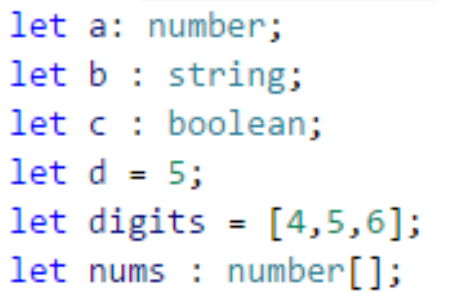 let a: number;
let b : string;
let c : boolean;
let d = 5;
let digits = [4,5,6];
let nums : number[];